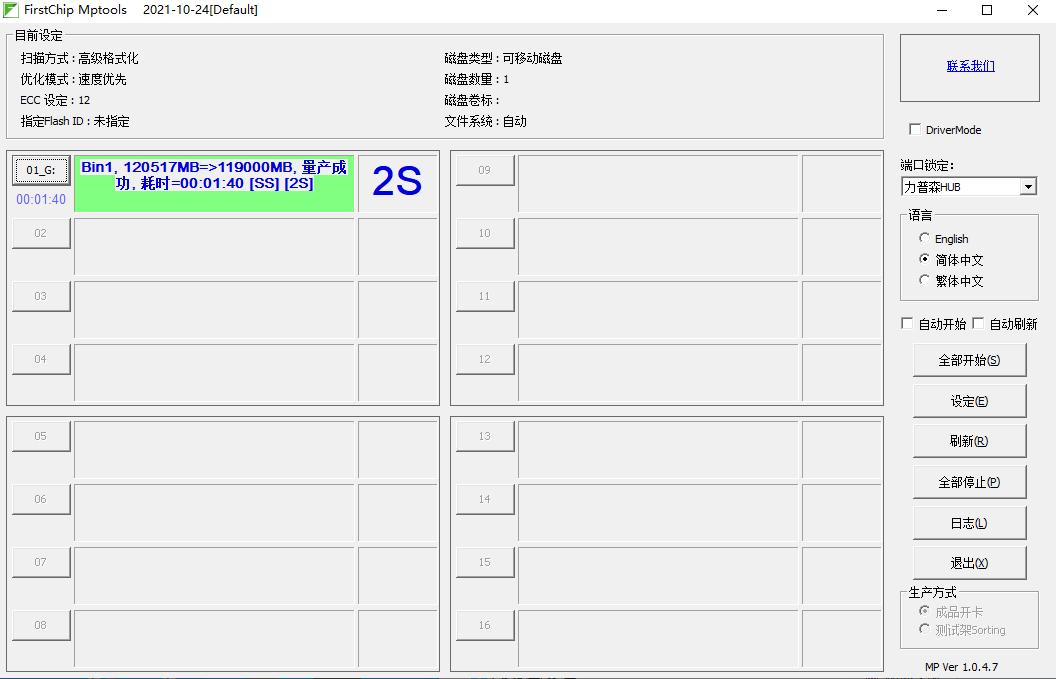 FirstChip Mptools 2021-10-24[Default]
目前设定
扫描方式 : 高级格式化
磁盘类型 : 可移动磁盘
优化模式 : 速度优先
磁盘数量 : 1
ECC 设定 : 12
磁盘卷标 :
指定Flash ID : 未指定
文件系统 : 自动
联系我们
DriverMode
端口锁定:
力普森HUB
语言
English
简体中文
繁体中文
自动开始 自动刷新
全部开始(S)
设定(E)
刷新(R)
全部停止(P)
日志(L)
退出(X)
生产方式
成品开卡
测试架Sorting
MP Ver 1.0.4.7
01_G:
00:01:40
Bin1, 120517MB=>119000MB, 量产成
功, 耗时=00:01:40 [SS] [2S]
2S
02
03
04
05
06
07
08
09
10
11
12
13
14
15
16